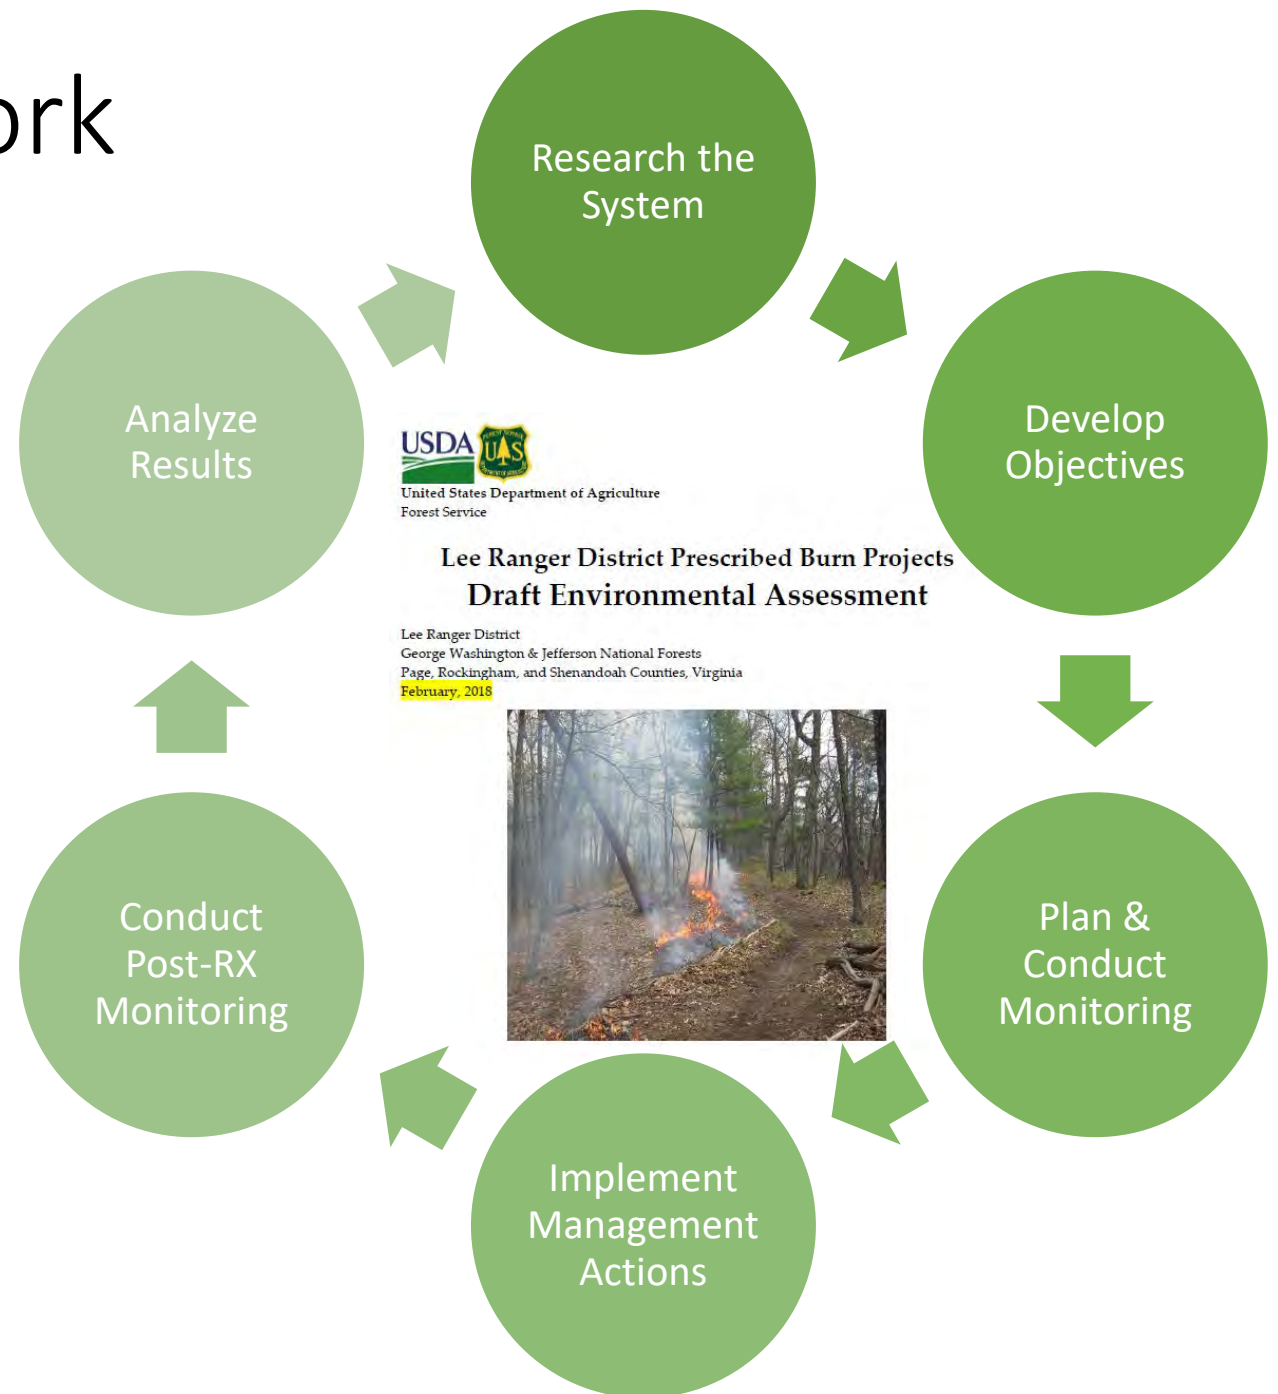 ork
Research the
System
Analyze
Results
Develop
Objectives
USDA
UAS
United States Department of Agriculture
Forest Service
Lee Ranger District Prescribed Burn Projects
Draft Environmental Assessment
Lee Ranger District
George Washington & Jefferson National Forests
Page, Rockingham, and Shenandoah Counties, Virginia
February, 2018
Conduct
Post-RX
Monitoring
Plan &
Conduct
Monitoring
Implement
Management
Actions